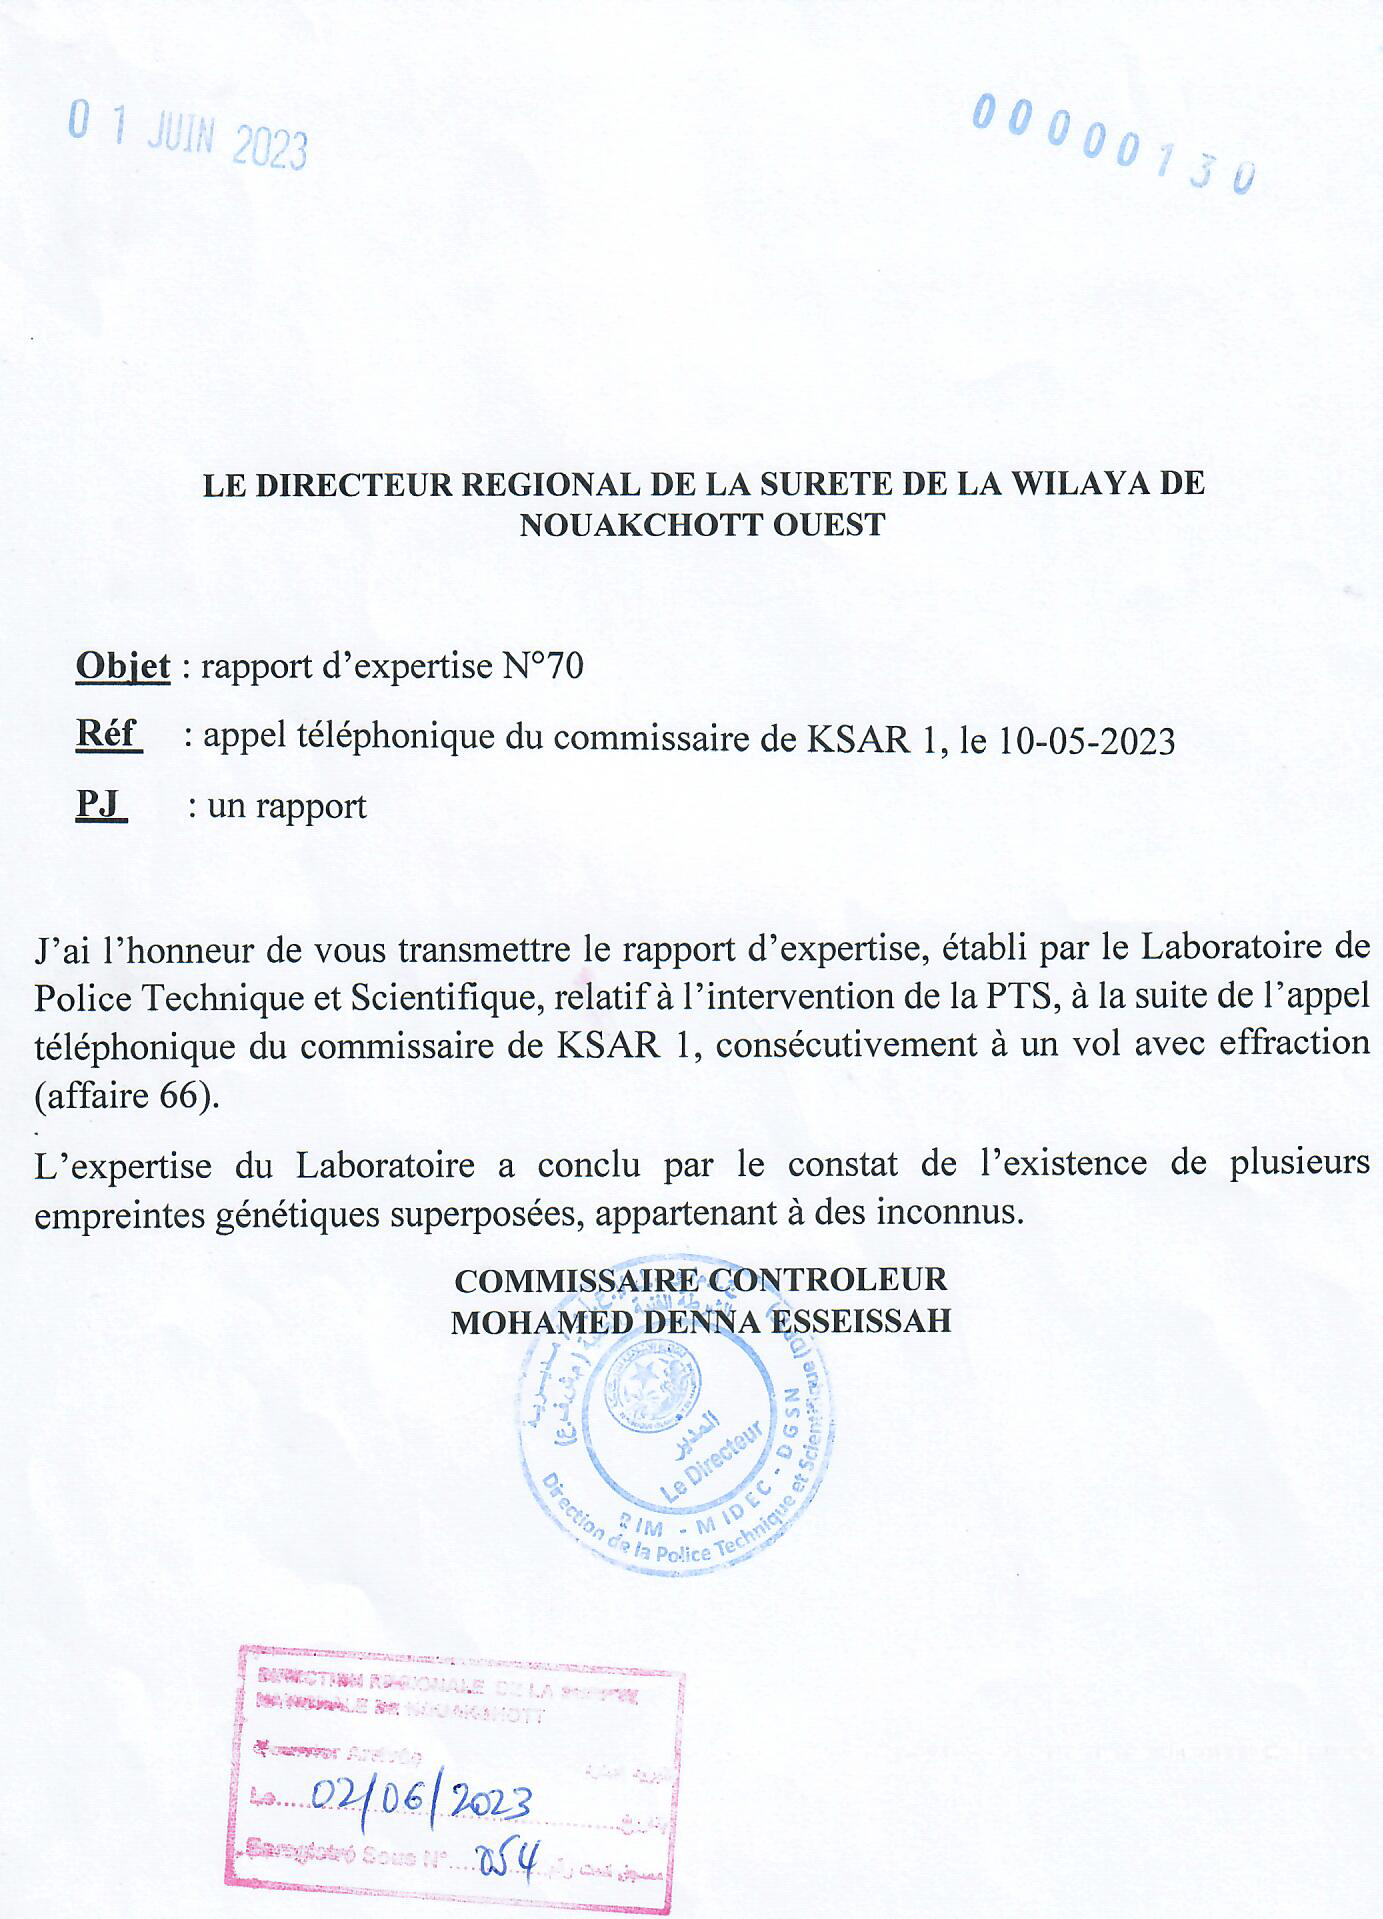 01 JUIN 2023
00000130
LE DIRECTEUR REGIONAL DE LA SURETE DE LA WILAYA DE
NOUAKCHOTT OUEST
Objet : rapport d’expertise N°70
Réf : appel téléphonique du commissaire de KSAR 1, le 10-05-2023
PJ : un rapport
J’ai l’honneur de vous transmettre le rapport d’expertise, établi par le Laboratoire de
Police Technique et Scientifique, relatif à l’intervention de la PTS, à la suite de l’appel
téléphonique du commissaire de KSAR 1, consécutivement à un vol avec effraction
(affaire 66).
L’expertise du Laboratoire a conclu par le constat de l’existence de plusieurs
empreintes génétiques superposées, appartenant à des inconnus.
COMMISSAIRE CONTROLEUR
MOHAMED DENNA ESSEISSAH
المدير
Le Directeur
RIM - MIDEC - DGSN
Direction de la Police Technique et Scientifique
DIRECTION REGIONALE DE LA SURETE
NATIONALE DE NOUAKCHOTT
Courrier Arrivée
Le 02/06/2023
Enregistré Sous N° 054